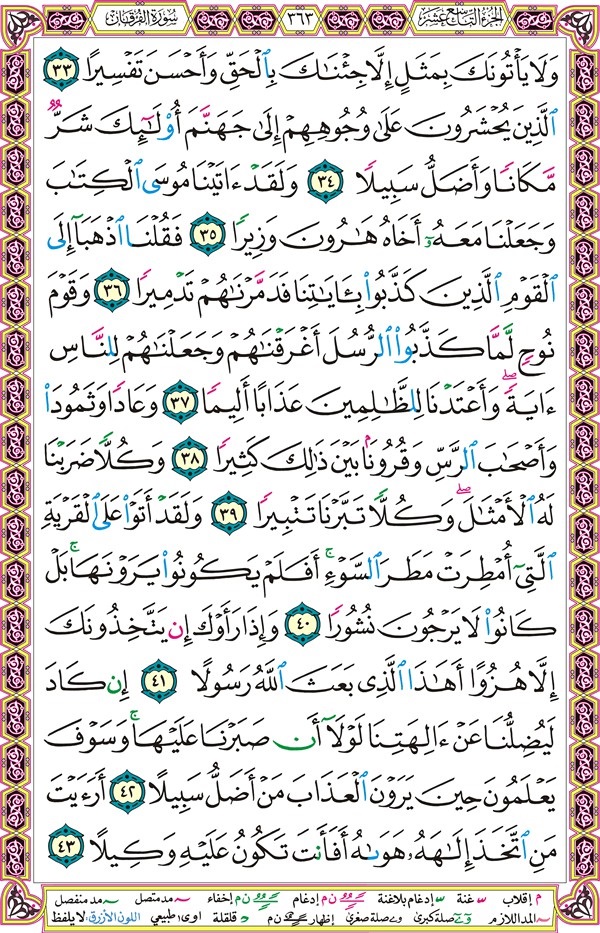 الجزء التاسع عشر ٣٦٣ سورة الفرقان
وَلَا يَأْتُونَكَ بِمَثَلٍ إِلَّا جِئْنَٰكَ بِٱلْحَقِّ وَأَحْسَنَ تَفْسِيرًا ٣٣
ٱلَّذِينَ يُحْشَرُونَ عَلَىٰ وُجُوهِهِمْ إِلَىٰ جَهَنَّمَ أُو۟لَٰٓئِكَ شَرٌّ
مَّكَانًا وَأَضَلُّ سَبِيلًا ٣٤ وَلَقَدْ ءَاتَيْنَا مُوسَى ٱلْكِتَٰبَ
وَجَعَلْنَا مَعَهُۥٓ أَخَاهُ هَٰرُونَ وَزِيرًا ٣٥ فَقُلْنَا ٱذْهَبَآ إِلَى
ٱلْقَوْمِ ٱلَّذِينَ كَذَّبُوا۟ بِـَٔايَٰتِنَا فَدَمَّرْنَٰهُمْ تَدْمِيرًا ٣٦ وَقَوْمَ
نُوحٍ لَّمَّا كَذَّبُوا۟ ٱلرُّسُلَ أَغْرَقْنَٰهُمْ وَجَعَلْنَٰهُمْ لِلنَّاسِ
ءَايَةً ۖ وَأَعْتَدْنَا لِلظَّٰلِمِينَ عَذَابًا أَلِيمًا ٣٧ وَعَادًا وَثَمُودَا۟
وَأَصْحَٰبَ ٱلرَّسِّ وَقُرُونًۢا بَيْنَ ذَٰلِكَ كَثِيرًا ٣٨ وَكُلًّا ضَرَبْنَا
لَهُ ٱلْأَمْثَٰلَ ۖ وَكُلًّا تَبَّرْنَا تَتْبِيرًا ٣٩ وَلَقَدْ أَتَوْا۟ عَلَى ٱلْقَرْيَةِ
ٱلَّتِىٓ أُمْطِرَتْ مَطَرَ ٱلسَّوْءِ ۚ أَفَلَمْ يَكُونُوا۟ يَرَوْنَهَا ۚ بَلْ
كَانُوا۟ لَا يَرْجُونَ نُشُورًا ٤٠ وَإِذَا رَأَوْكَ إِن يَتَّخِذُونَكَ
إِلَّا هُزُوًا أَهَٰذَا ٱلَّذِى بَعَثَ ٱللَّهُ رَسُولًا ٤١ إِن كَادَ
لَيُضِلُّنَا عَنْ ءَالِهَتِنَا لَوْلَآ أَن صَبَرْنَا عَلَيْهَا ۚ وَسَوْفَ
يَعْلَمُونَ حِينَ يَرَوْنَ ٱلْعَذَابَ مَنْ أَضَلُّ سَبِيلًا ٤٢ أَرَءَيْتَ
مَنِ ٱتَّخَذَ إِلَٰهَهُۥ هَوَىٰهُ أَفَأَنتَ تَكُونُ عَلَيْهِ وَكِيلًا ٤٣
م إقلاب غنة إدغام بلاغنة ن م إدغام ن م إخفاء مد متصل مد منفصل
المد اللازم صلة كبرى صلة صغرى إظهار ن م قلقلة اوى طبيعي اللون الأزرق: لا يلفظ